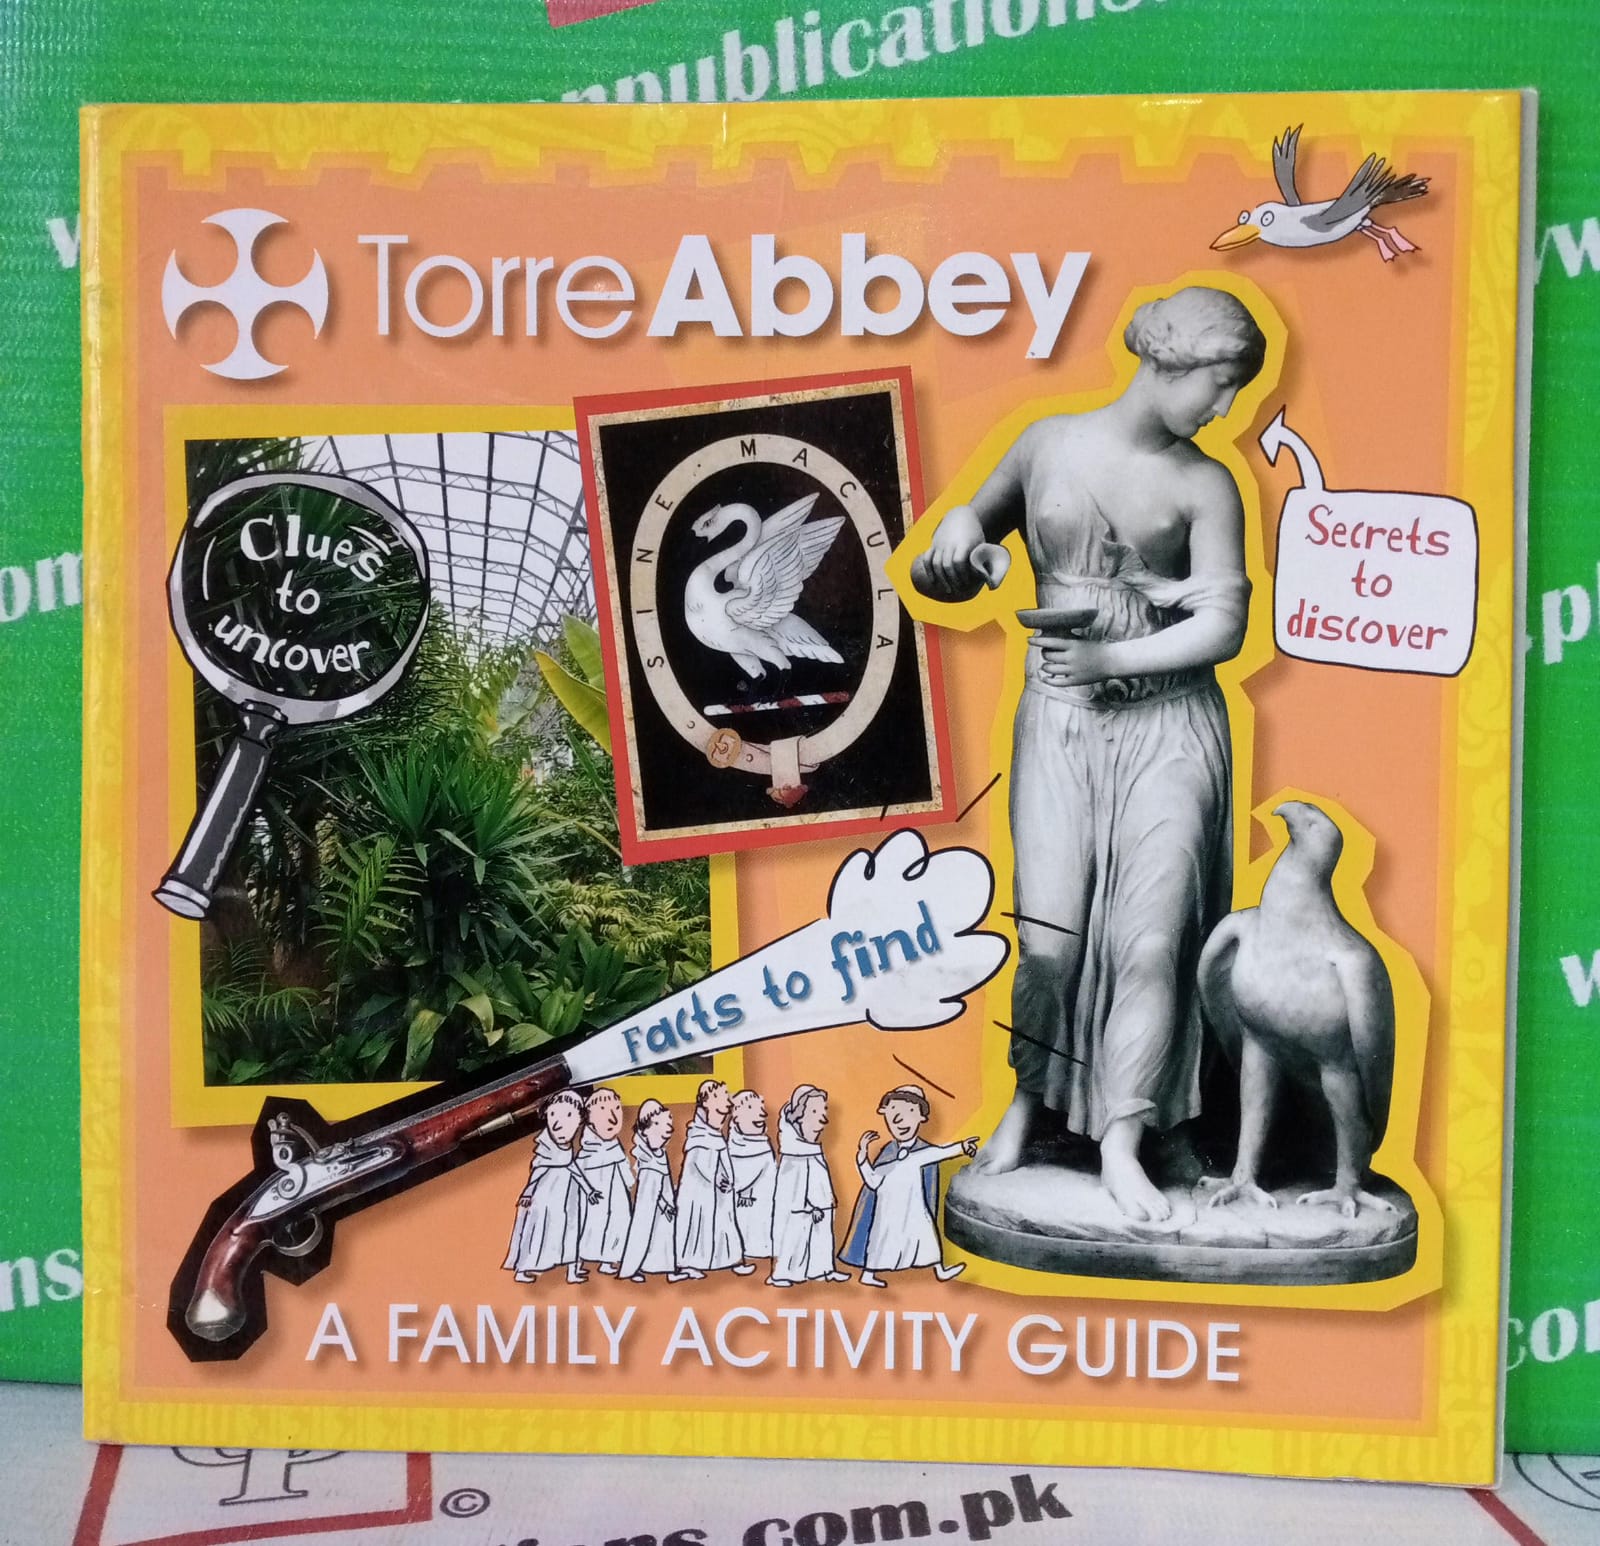 Torre Abbey
Clues
to
uncover
SINE · MACULA
Secrets
to
discover
Facts to find
A FAMILY ACTIVITY GUIDE
©
.com.pk